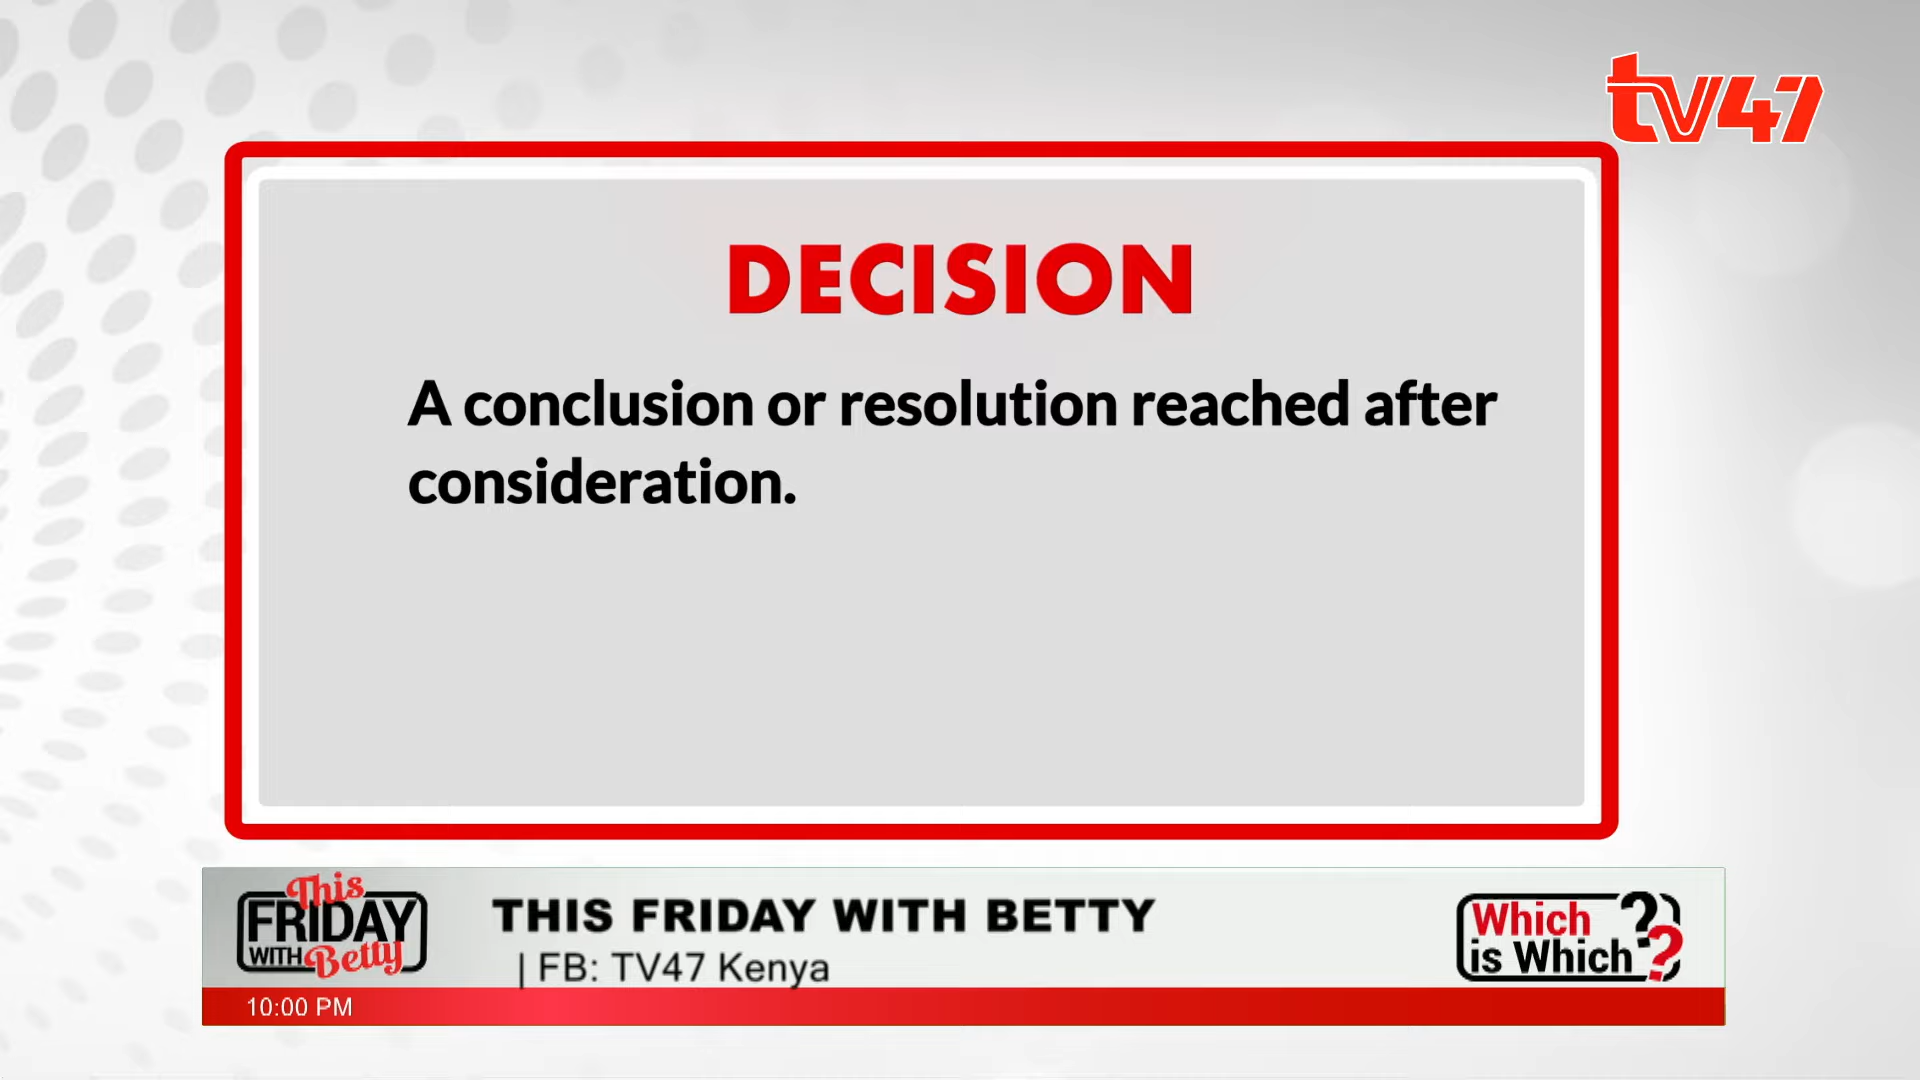 tv47
DECISION
A conclusion or resolution reached after
consideration.
This
FRIDAY
WITH Betty
THIS FRIDAY WITH BETTY
| FB: TV47 Kenya
Which
is Which??
10:00 PM